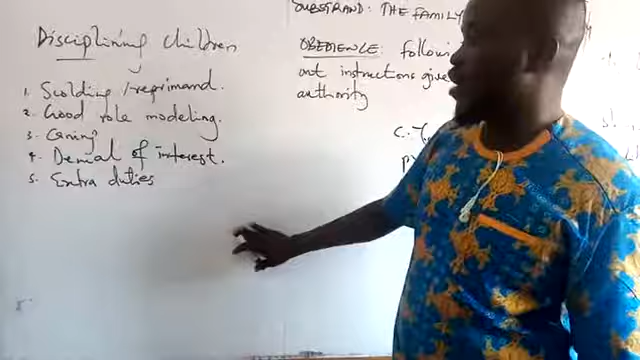 Disciplining children
1. Scolding / reprimand.
2. Good role modeling.
3. Caning
4. Denial of interest.
5. Extra duties
SUBSTRAND: THE FAMILY
OBEDIENCE: followi
out instructions give
authority
C.T.